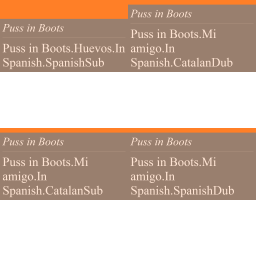 Puss in Boots
Puss in Boots.Huevos.In
Spanish.SpanishSub
Puss in Boots
Puss in Boots.Mi
amigo.In
Spanish.CatalanDub
Puss in Boots
Puss in Boots.Mi
amigo.In
Spanish.CatalanSub
Puss in Boots
Puss in Boots.Mi
amigo.In
Spanish.SpanishDub